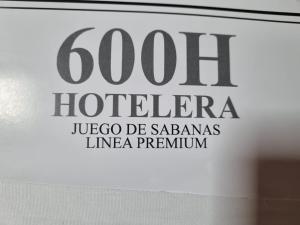 600H
HOTELERA
JUEGO DE SABANAS
LINEA PREMIUM